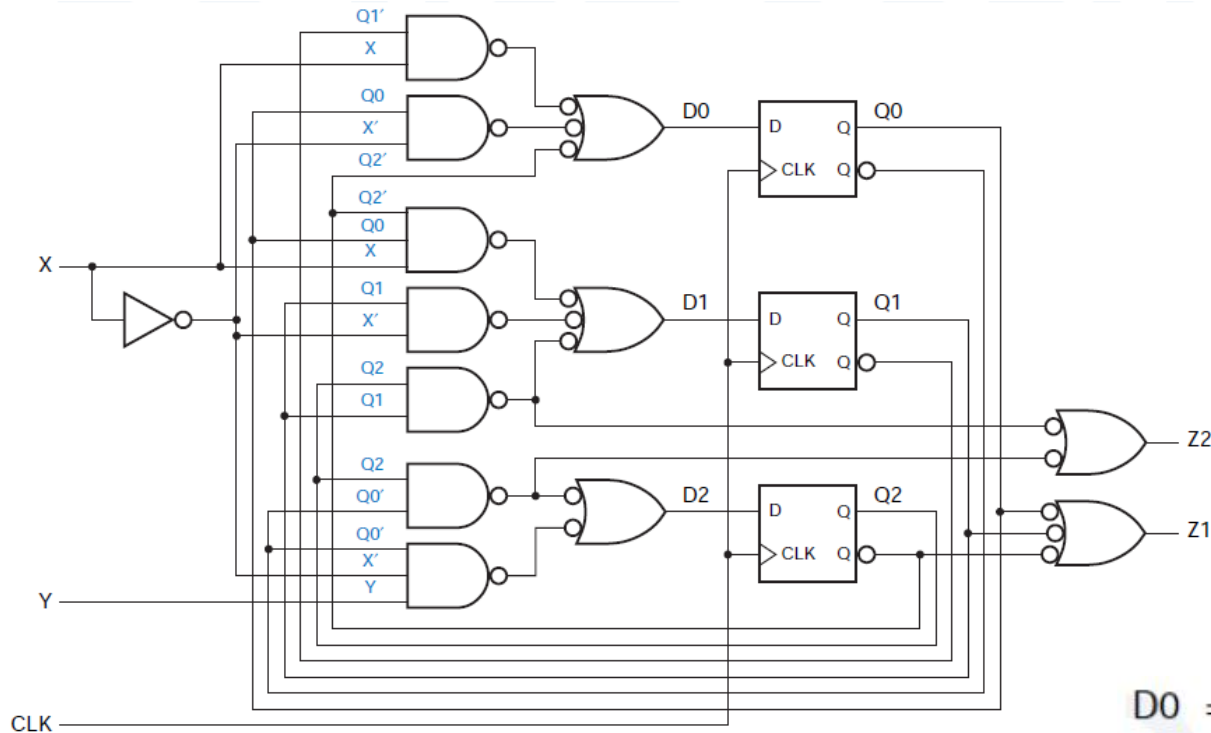 Q1′
X
Q0
X′
Q2′
D0
D Q
CLK Q
Q0
Q2′
Q0
X
X
Q1
X′
D1
D Q
CLK Q
Q1
Q2
Q1
Z2
Q2
Q0′
D2
D Q
CLK Q
Q2
Z1
Q0′
X′
Y
Y
CLK
D0 =